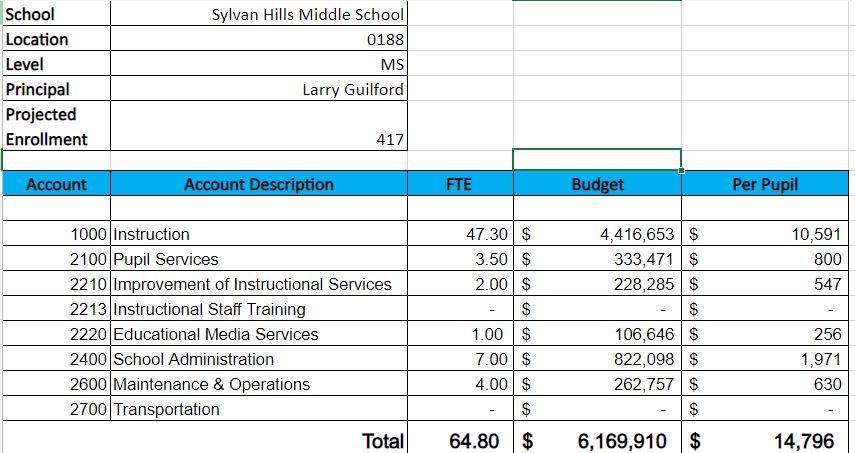 School Sylvan Hills Middle School
Location 0188
Level MS
Principal Larry Guilford
Projected
Enrollment 417
Account Account Description FTE Budget Per Pupil
1000 Instruction 47.30 $ 4,416,653 $ 10,591
2100 Pupil Services 3.50 $ 333,471 $ 800
2210 Improvement of Instructional Services 2.00 $ 228,285 $ 547
2213 Instructional Staff Training - $ - $ -
2220 Educational Media Services 1.00 $ 106,646 $ 256
2400 School Administration 7.00 $ 822,098 $ 1,971
2600 Maintenance & Operations 4.00 $ 262,757 $ 630
2700 Transportation - $ - $ -
Total 64.80 $ 6,169,910 $ 14,796